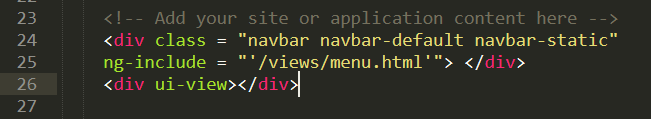 23 <!-- Add your site or application content here -->
24 <div class = "navbar navbar-default navbar-static"
25 ng-include = "'/views/menu.html'"> </div>
26 <div ui-view></div>
27